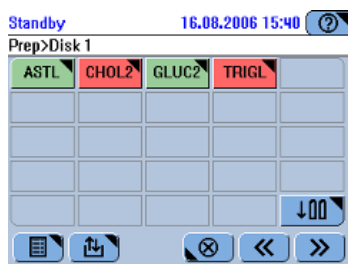 Standby 16.08.2006 15:40
Prep>Disk 1
ASTL CHOL2 GLUC2 TRIGL